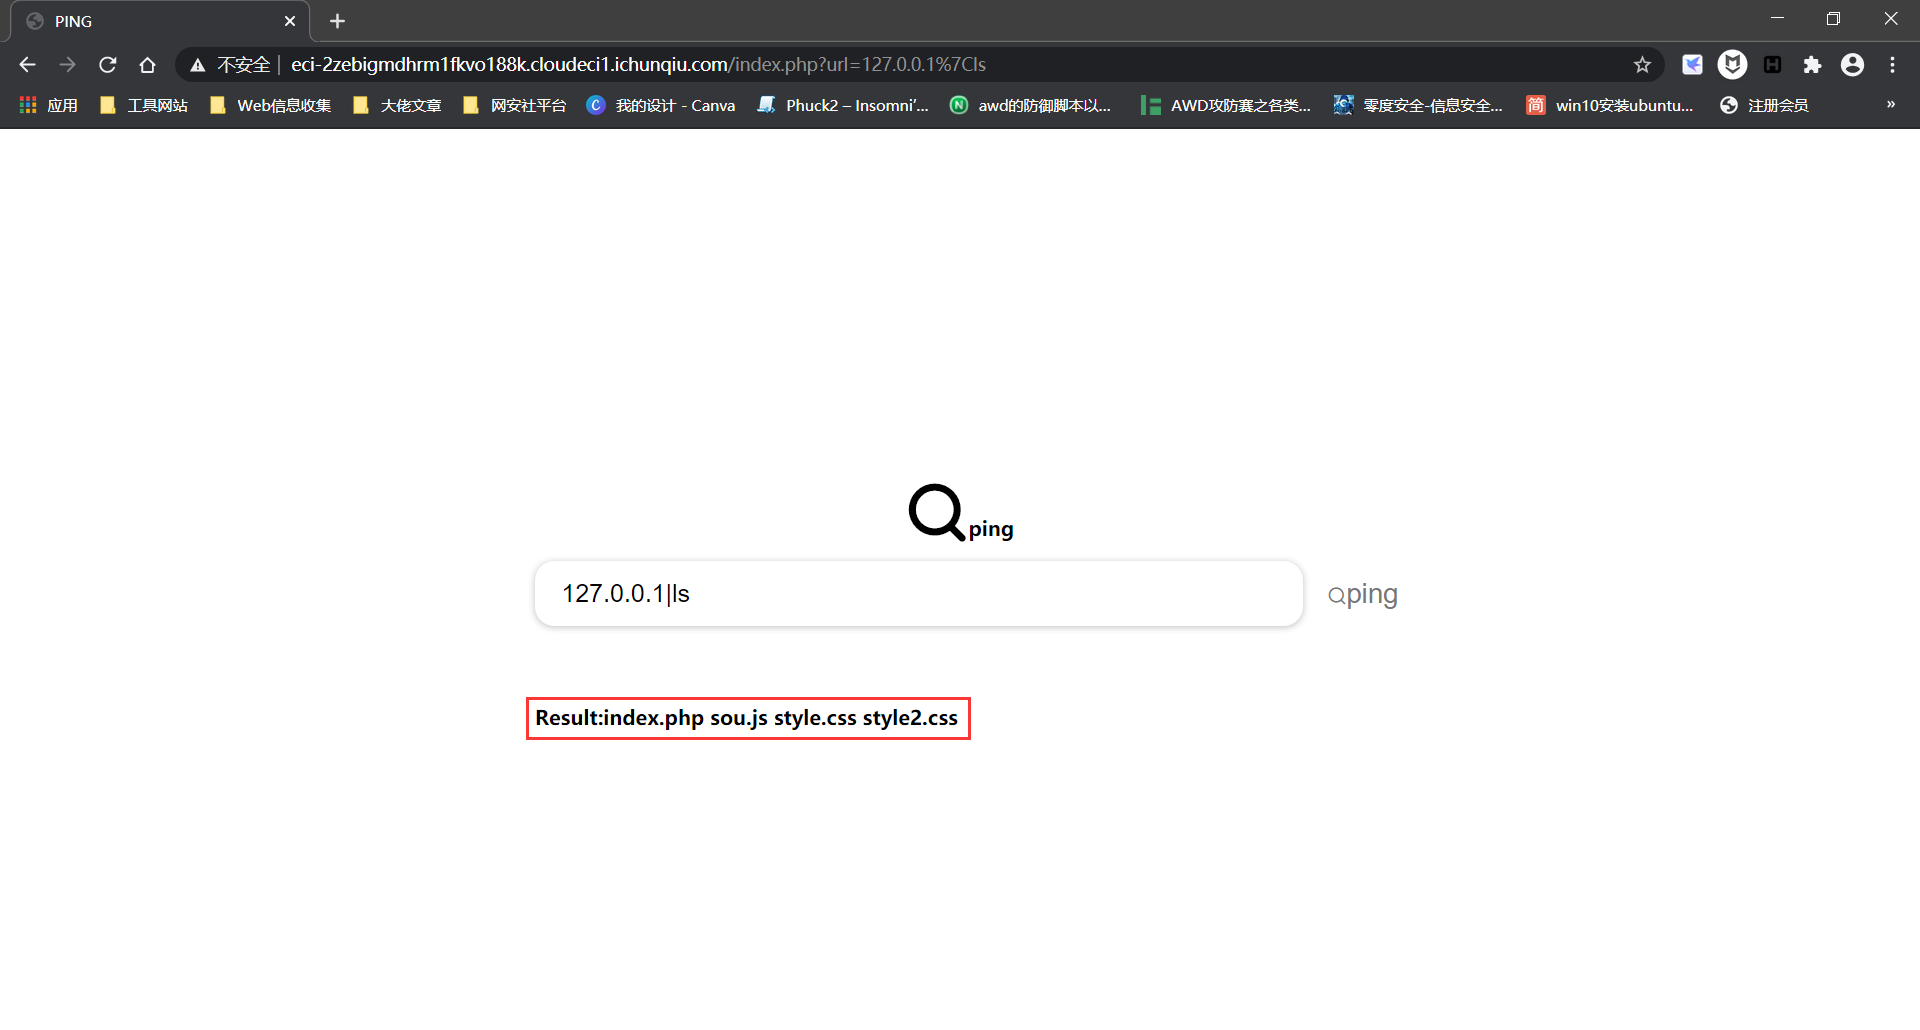 PING
不安全 | eci-2zebigmdhrm1fkvo188k.cloudeci1.ichunqiu.com/index.php?url=127.0.0.1%7Cls
应用 工具网站 Web信息收集 大佬文章 网安社平台 C 我的设计 - Canva Phuck2 – Insomni'... N awd的防御脚本以... AWD攻防赛之各类... 零度安全-信息安全... 简 win10安装ubuntu... 注册会员 »
ping
127.0.0.1|ls
ping
Result:index.php sou.js style.css style2.css